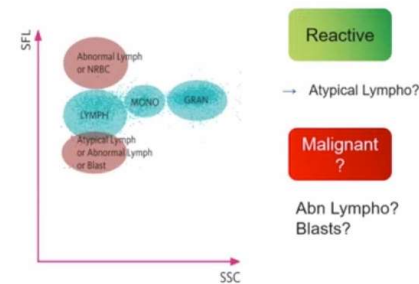 SFL
Abnormal Lymph
or NRBC
LYMPH
MONO
GRAN
Atypical Lymph
or Abnormal Lymph
or Blast
SSC
Reactive
→ Atypical Lympho?
Malignant
?
Abn Lympho?
Blasts?